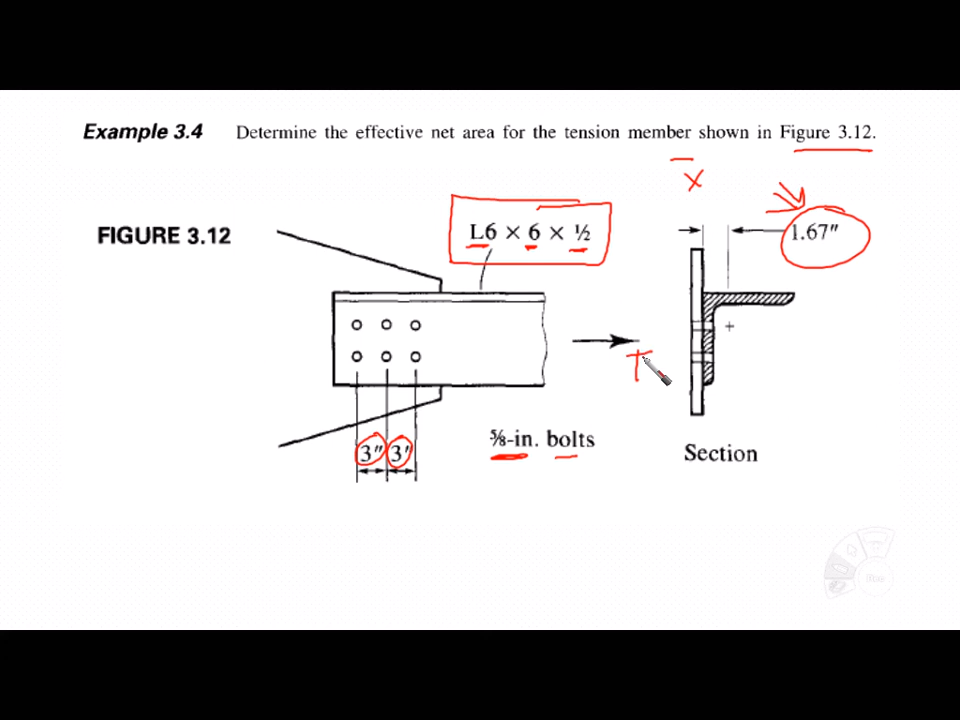 Example 3.4 Determine the effective net area for the tension member shown in Figure 3.12.
x
FIGURE 3.12
L6 × 6 × ½
1.67"
T
3" 3"
⅝-in. bolts
Section